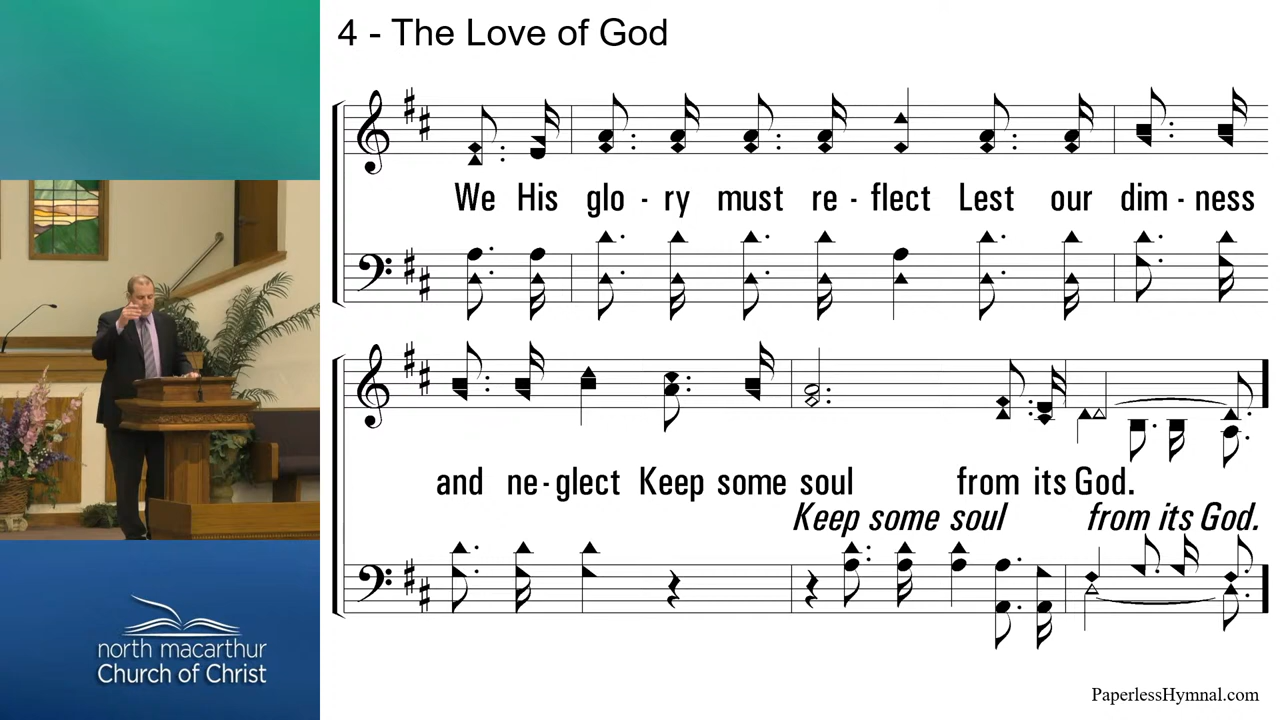 4 - The Love of God
We His glo - ry must re - flect Lest our dim - ness
and ne - glect Keep some soul from its God.
Keep some soul from its God.
north macarthur
Church of Christ
PaperlessHymnal.com